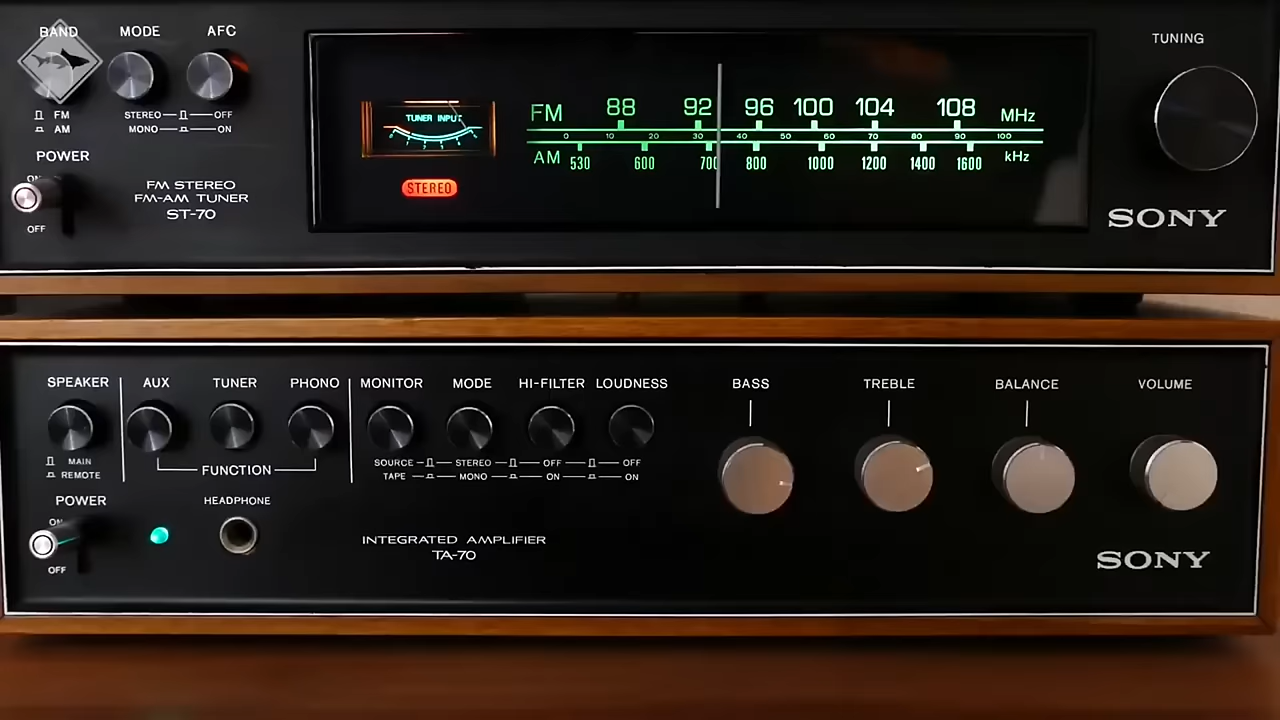 BAND MODE AFC
FM STEREO OFF
AM MONO ON
POWER
ON
OFF
FM STEREO
FM-AM TUNER
ST-70
TUNER INPUT
STEREO
FM 88 92 96 100 104 108 MHz
0 10 20 30 40 50 60 70 80 90 100
AM 530 600 700 800 1000 1200 1400 1600 kHz
TUNING
SONY
SPEAKER AUX TUNER PHONO MONITOR MODE HI-FILTER LOUDNESS BASS TREBLE BALANCE VOLUME
MAIN
REMOTE
FUNCTION
SOURCE STEREO OFF OFF
TAPE MONO ON ON
POWER
ON
OFF
HEADPHONE
INTEGRATED AMPLIFIER
TA-70
SONY